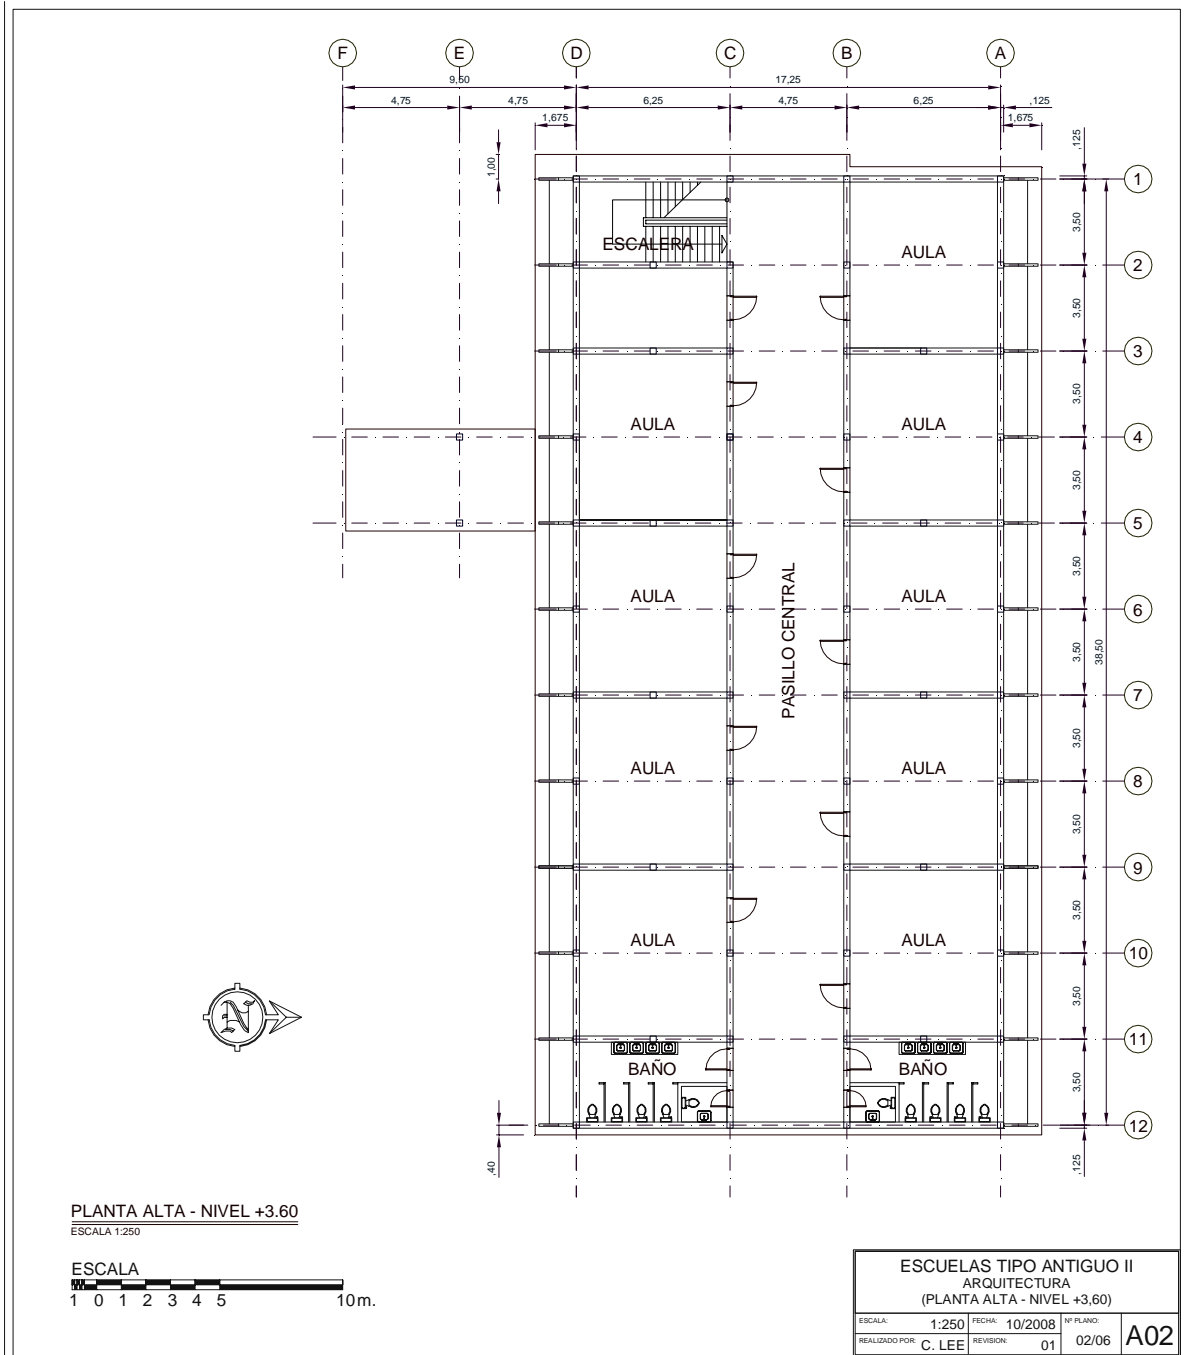 F E D C B A
9,50 17,25
4,75 4,75 6,25 4,75 6,25 ,125
1,675 1,675
1,00 ,125
1
3,50
ESCALERA AULA
2
3,50
3
3,50
AULA AULA
4
3,50
5
3,50
AULA AULA
6
PASILLO CENTRAL
3,50 38,50
7
3,50
AULA AULA
8
3,50
9
3,50
AULA AULA
10
3,50
N
11
BAÑO BAÑO
3,50
12
,40 ,125
PLANTA ALTA - NIVEL +3.60
ESCALA 1:250
ESCALA
1 0 1 2 3 4 5 10m.
ESCUELAS TIPO ANTIGUO II
ARQUITECTURA
(PLANTA ALTA - NIVEL +3,60)
ESCALA: 1:250 FECHA: 10/2008 Nº PLANO:
REALIZADO POR: C. LEE REVISION: 01 02/06 A02